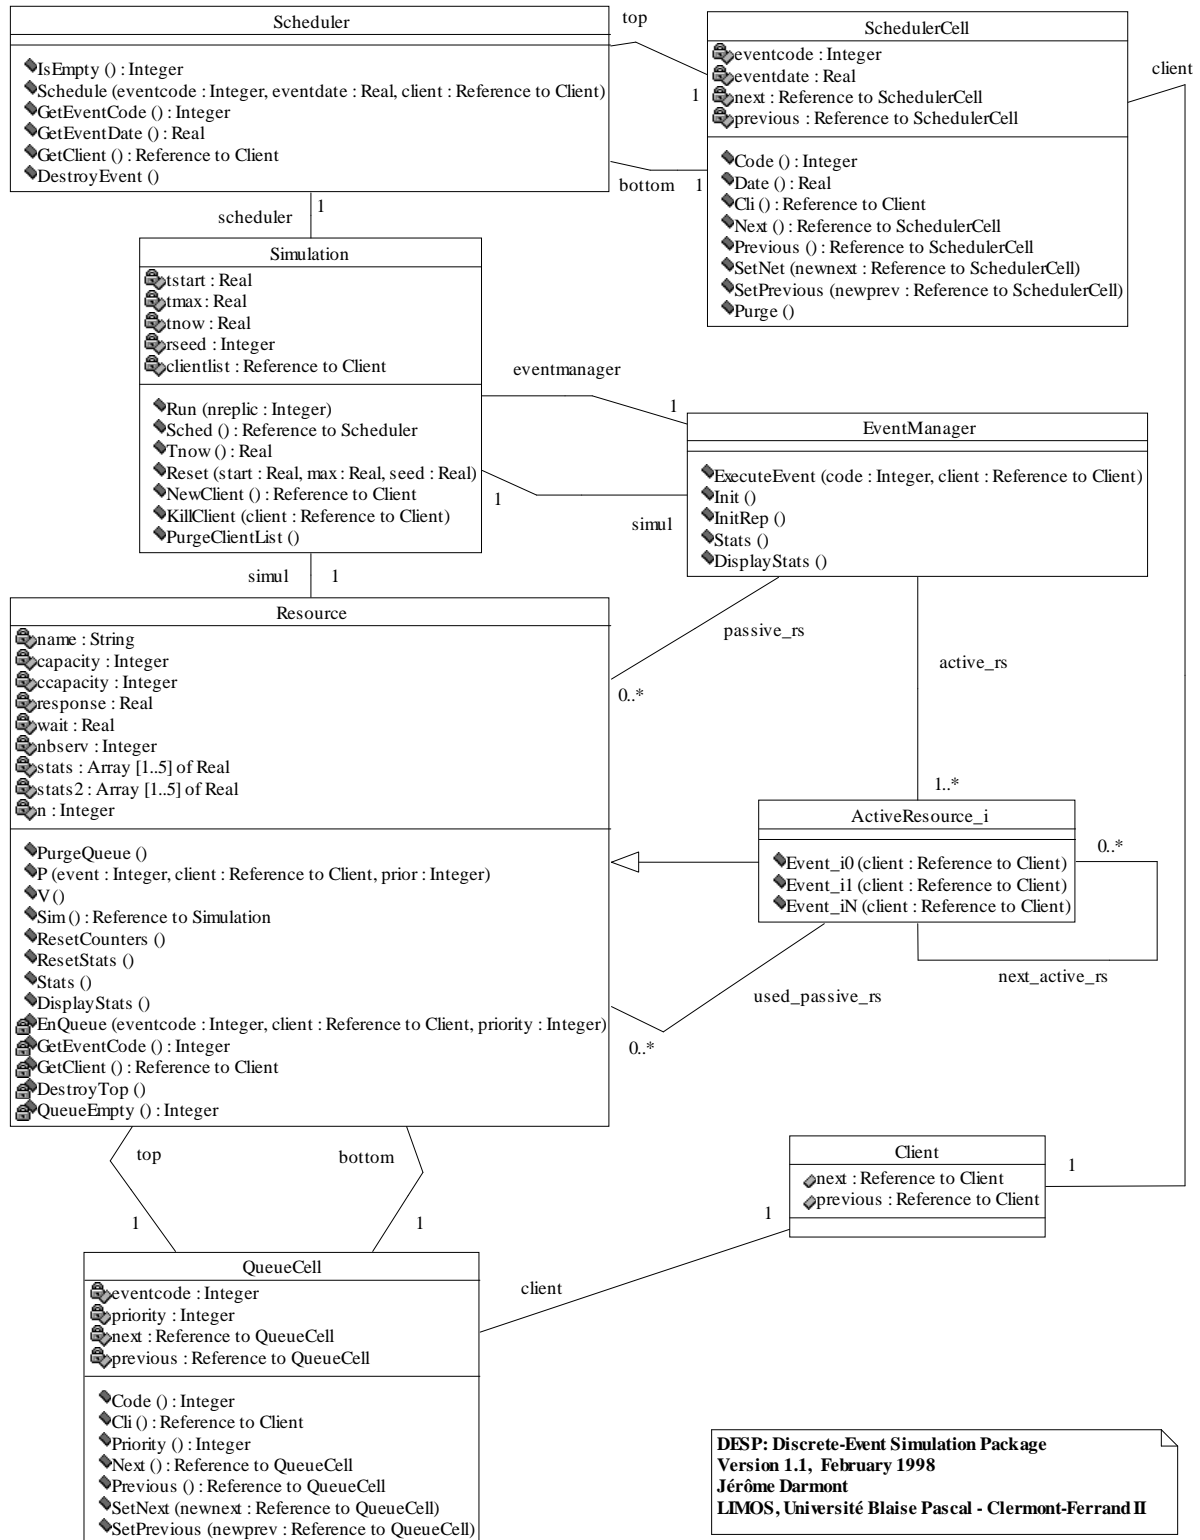 Scheduler
IsEmpty () : Integer
Schedule (eventcode : Integer, eventdate : Real, client : Reference to Client)
GetEventCode () : Integer
GetEventDate () : Real
GetClient () : Reference to Client
DestroyEvent ()
top
1
bottom
1
SchedulerCell
eventcode : Integer
eventdate : Real
next : Reference to SchedulerCell
previous : Reference to SchedulerCell
Code () : Integer
Date () : Real
Cli () : Reference to Client
Next () : Reference to SchedulerCell
Previous () : Reference to SchedulerCell
SetNet (newnext : Reference to SchedulerCell)
SetPrevious (newprev : Reference to SchedulerCell)
Purge ()
client
scheduler
1
Simulation
tstart : Real
tmax : Real
tnow : Real
rseed : Integer
clientlist : Reference to Client
Run (nreplic : Integer)
Sched () : Reference to Scheduler
Tnow () : Real
Reset (start : Real, max : Real, seed : Real)
NewClient () : Reference to Client
KillClient (client : Reference to Client)
PurgeClientList ()
eventmanager
1
1
simul
EventManager
ExecuteEvent (code : Integer, client : Reference to Client)
Init ()
InitRep ()
Stats ()
DisplayStats ()
simul
1
Resource
name : String
capacity : Integer
ccapacity : Integer
response : Real
wait : Real
nbserv : Integer
stats : Array [1..5] of Real
stats2 : Array [1..5] of Real
n : Integer
PurgeQueue ()
P (event : Integer, client : Reference to Client, prior : Integer)
V ()
Sim () : Reference to Simulation
ResetCounters ()
ResetStats ()
Stats ()
DisplayStats ()
EnQueue (eventcode : Integer, client : Reference to Client, priority : Integer)
GetEventCode () : Integer
GetClient () : Reference to Client
DestroyTop ()
QueueEmpty () : Integer
passive_rs
0..*
active_rs
1..*
ActiveResource_i
Event_i0 (client : Reference to Client)
Event_i1 (client : Reference to Client)
Event_iN (client : Reference to Client)
0..*
next_active_rs
used_passive_rs
0..*
top
bottom
1
1
Client
next : Reference to Client
previous : Reference to Client
1
1
client
QueueCell
eventcode : Integer
priority : Integer
next : Reference to QueueCell
previous : Reference to QueueCell
Code () : Integer
Cli () : Reference to Client
Priority () : Integer
Next () : Reference to QueueCell
Previous () : Reference to QueueCell
SetNext (newnext : Reference to QueueCell)
SetPrevious (newprev : Reference to QueueCell)
DESP: Discrete-Event Simulation Package
Version 1.1, February 1998
Jérôme Darmont
LIMOS, Université Blaise Pascal - Clermont-Ferrand II